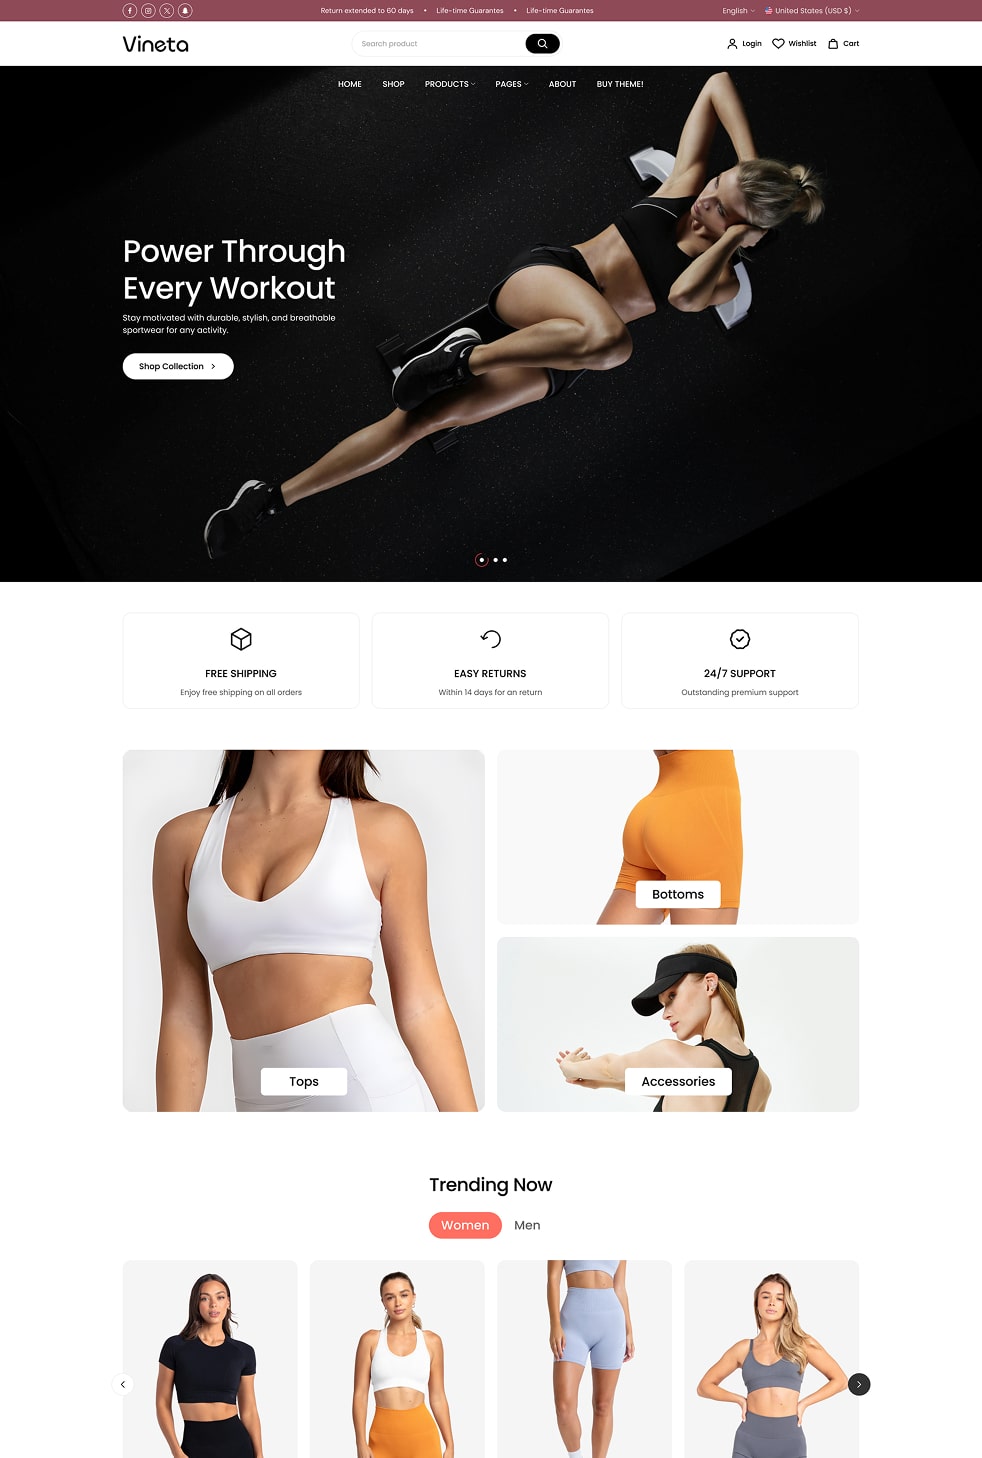 Return extended to 60 days • Life-time Guarantes • Life-time Guarantes
English
United States (USD $)
Vineta
Search product
Login
Wishlist
Cart
HOME SHOP PRODUCTS PAGES ABOUT BUY THEME!
Power Through
Every Workout
Stay motivated with durable, stylish, and breathable
sportwear for any activity.
Shop Collection
FREE SHIPPING
Enjoy free shipping on all orders
EASY RETURNS
Within 14 days for an return
24/7 SUPPORT
Outstanding premium support
Tops
Bottoms
Accessories
Trending Now
Women Men